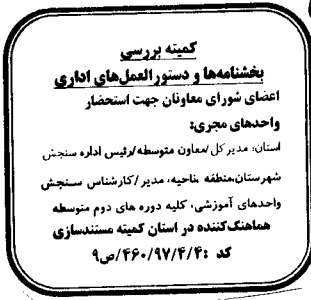 کمیته بررسی
بخشنامه‌ها و دستورالعمل‌های اداری
اعضای شورای معاونان جهت استحضار
واحدهای مجری:
استان: مدیر کل/معاون متوسطه/رئیس اداره سنجش
شهرستان،منطقه ،ناحیه، مدیر/کارشناس سنجش
واحدهای آموزشی، کلیه دوره های دوم متوسطه
هماهنگ‌کننده در استان کمیته مستندسازی
کد :۴۶۰/۹۷/۴/۴/ص۹